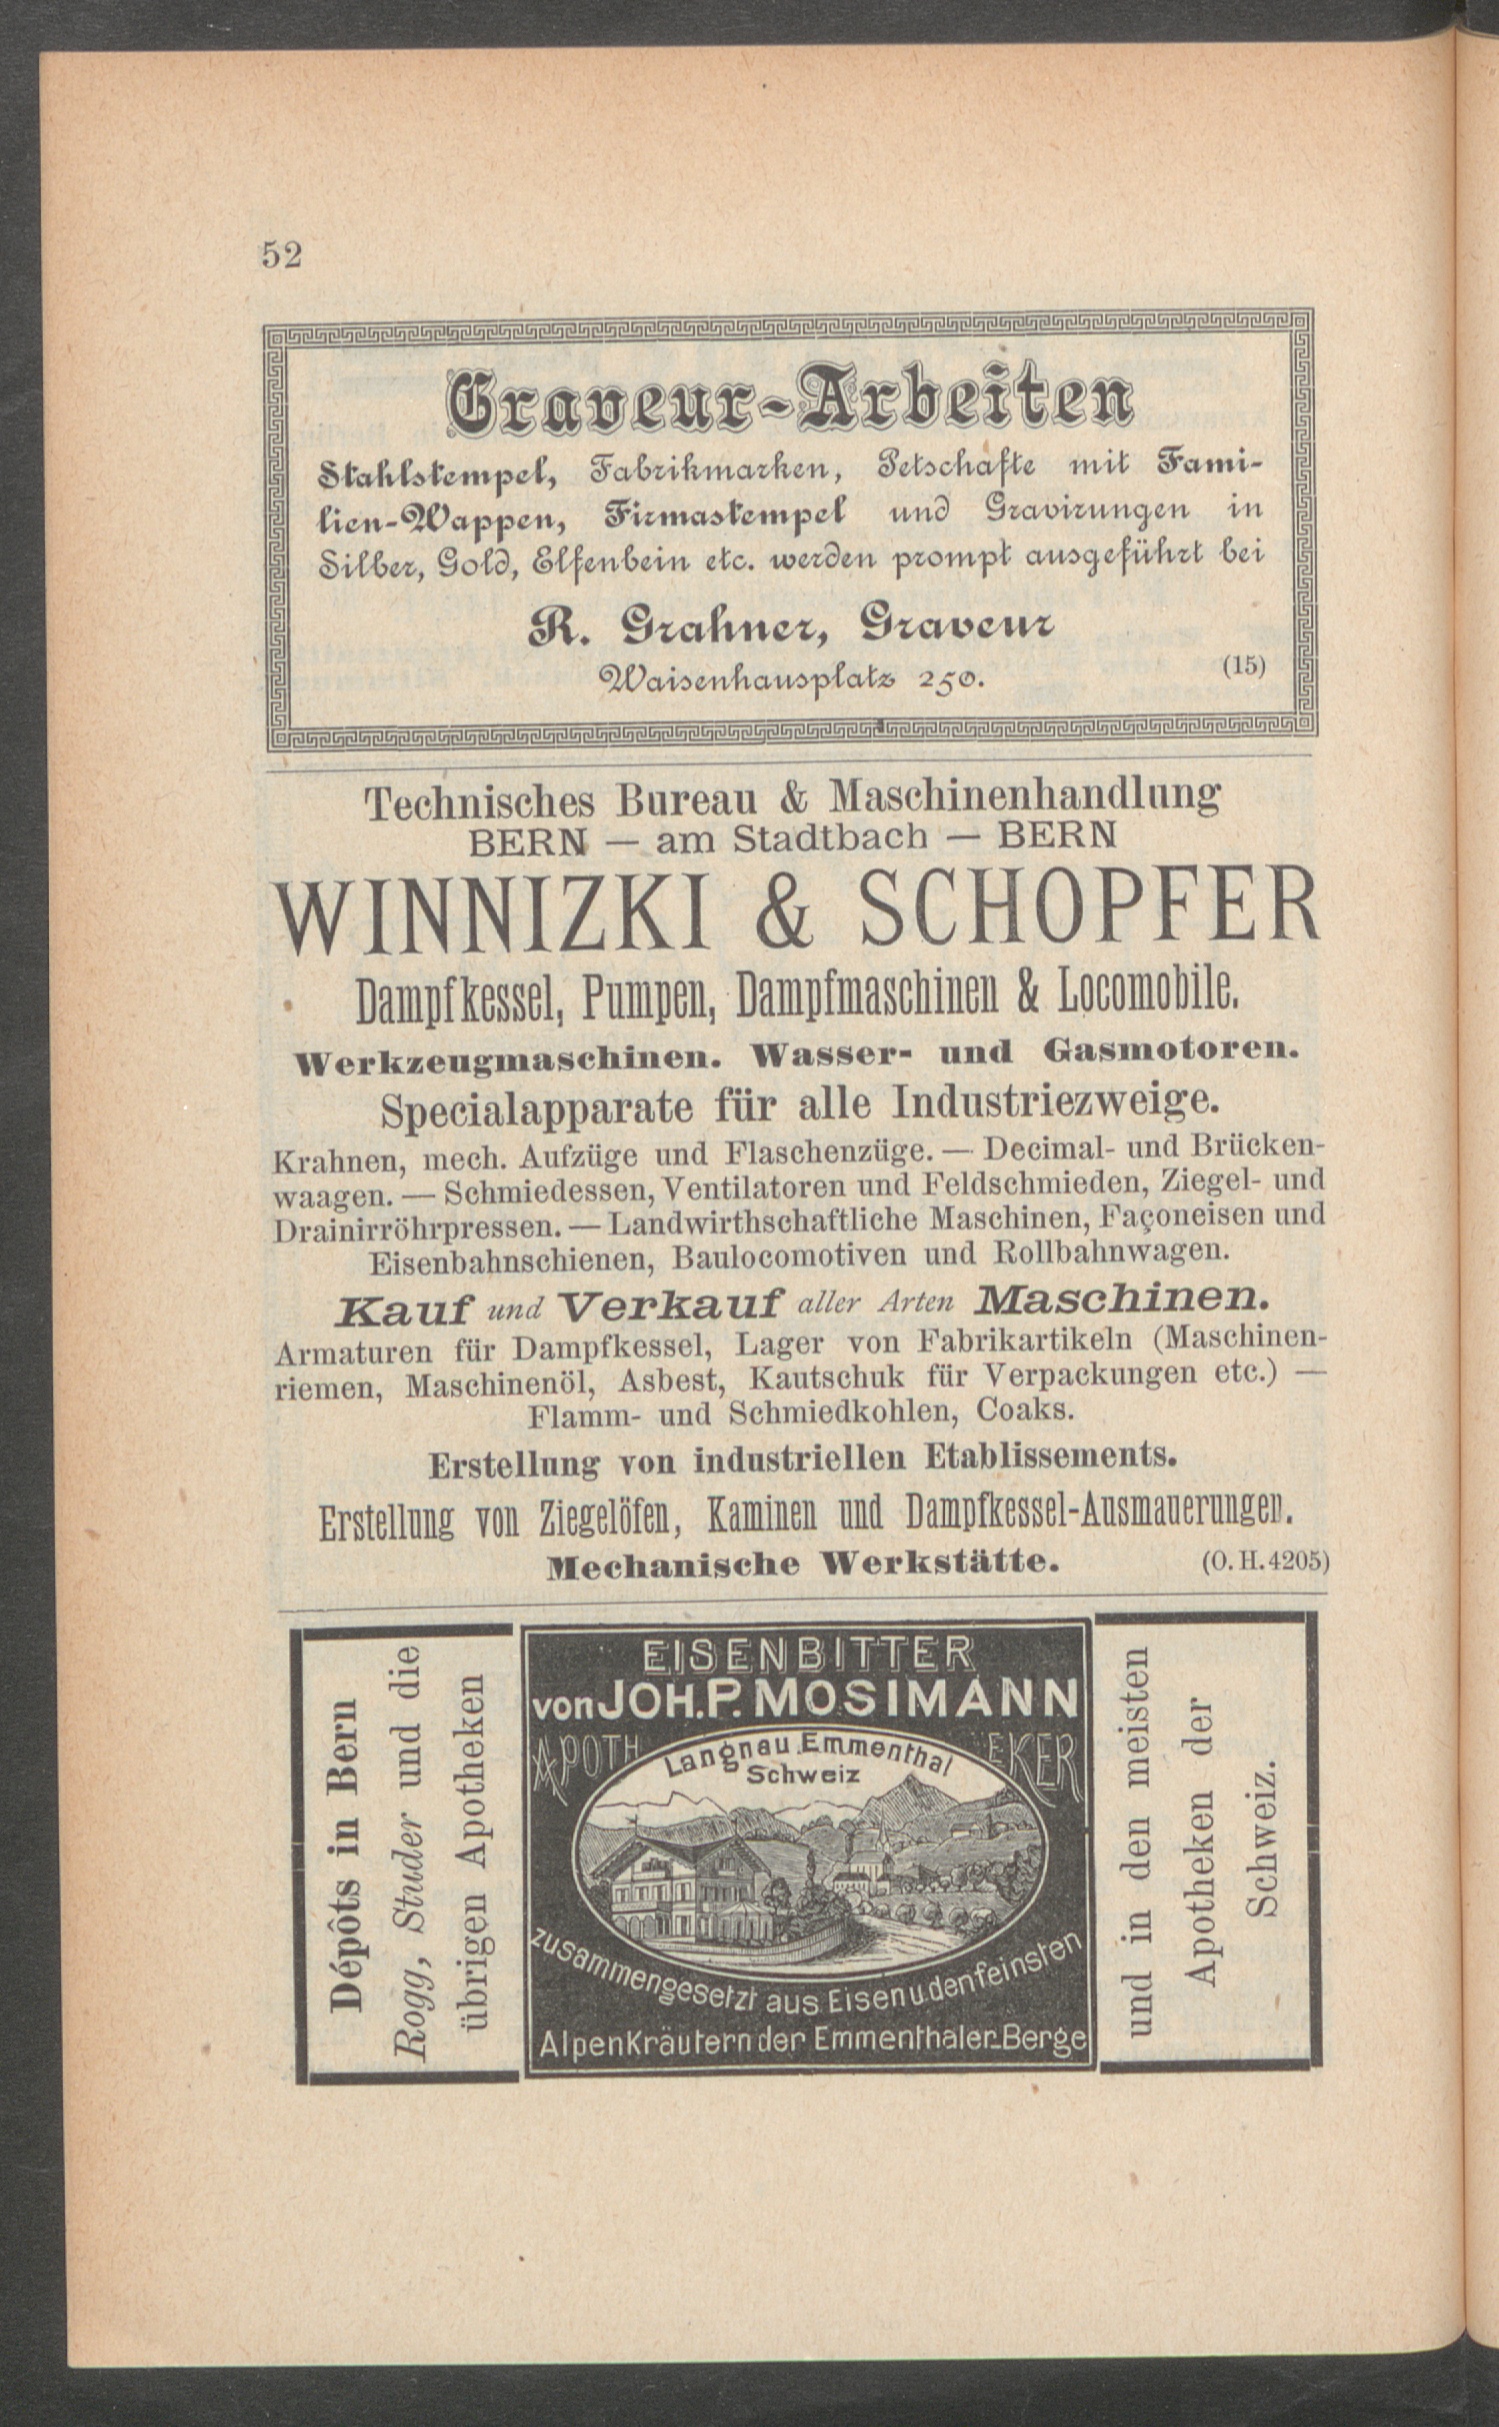 52
Graveur-Arbeiten
Stahlstempel, Fabrikmarken, Petschafte mit Fami-
lien-Wappen, Firmastempel und Gravirungen in
Silber, Gold, Elfenbein etc. werden prompt ausgeführt bei
R. Grahner, Graveur
Waisenhausplatz 250.
(15)
Technisches Bureau & Maschinenhandlung
BERN — am Stadtbach — BERN
WINNIZKI & SCHOPFER
Dampfkessel, Pumpen, Dampfmaschinen & Locomobile.
Werkzeugmaschinen. Wasser- und Gasmotoren.
Specialapparate für alle Industriezweige.
Krahnen, mech. Aufzüge und Flaschenzüge. — Decimal- und Brücken-
waagen. — Schmiedessen, Ventilatoren und Feldschmieden, Ziegel- und
Drainirröhrpressen. — Landwirthschaftliche Maschinen, Façoneisen und
Eisenbahnschienen, Baulocomotiven und Rollbahnwagen.
Kauf und Verkauf aller Arten Maschinen.
Armaturen für Dampfkessel, Lager von Fabrikartikeln (Maschinen-
riemen, Maschinenöl, Asbest, Kautschuk für Verpackungen etc.) —
Flamm- und Schmiedkohlen, Coaks.
Erstellung von industriellen Etablissements.
Erstellung von Ziegelöfen, Kaminen und Dampfkessel-Ausmauerungen.
Mechanische Werkstätte. (O. H. 4205)
Dépôts in Bern
Rogg, Studer und die
übrigen Apotheken
EISENBITTER
von JOH. P. MOSIMANN
APOTHEKER
Langnau Emmenthal
Schweiz
zusammengesetzt aus Eisen u. den feinsten
Alpenkräutern der Emmenthaler-Berge
und in den meisten
Apotheken der
Schweiz.